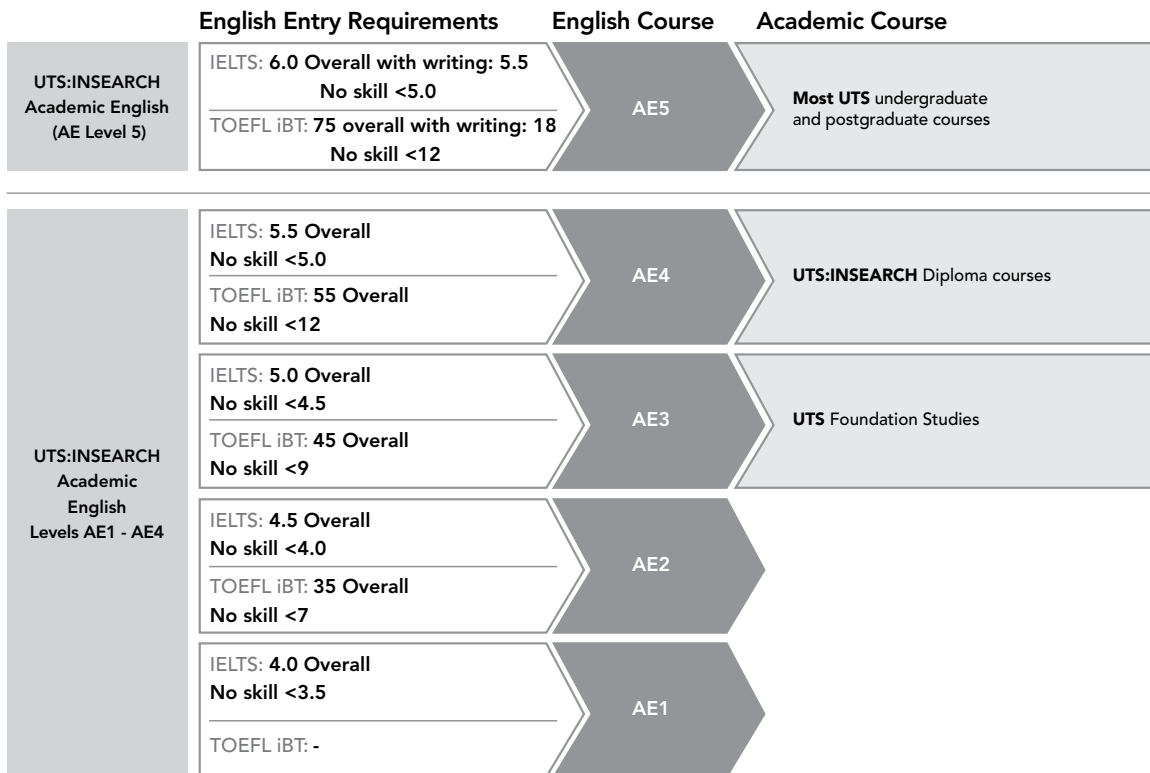 English Entry Requirements English Course Academic Course
UTS:INSEARCH
Academic English
(AE Level 5)
IELTS: 6.0 Overall with writing: 5.5
No skill <5.0
TOEFL iBT: 75 overall with writing: 18
No skill <12
AE5
Most UTS undergraduate
and postgraduate courses
UTS:INSEARCH
Academic
English
Levels AE1 - AE4
IELTS: 5.5 Overall
No skill <5.0
TOEFL iBT: 55 Overall
No skill <12
AE4
UTS:INSEARCH Diploma courses
IELTS: 5.0 Overall
No skill <4.5
TOEFL iBT: 45 Overall
No skill <9
AE3
UTS Foundation Studies
IELTS: 4.5 Overall
No skill <4.0
TOEFL iBT: 35 Overall
No skill <7
AE2
IELTS: 4.0 Overall
No skill <3.5
TOEFL iBT: -
AE1